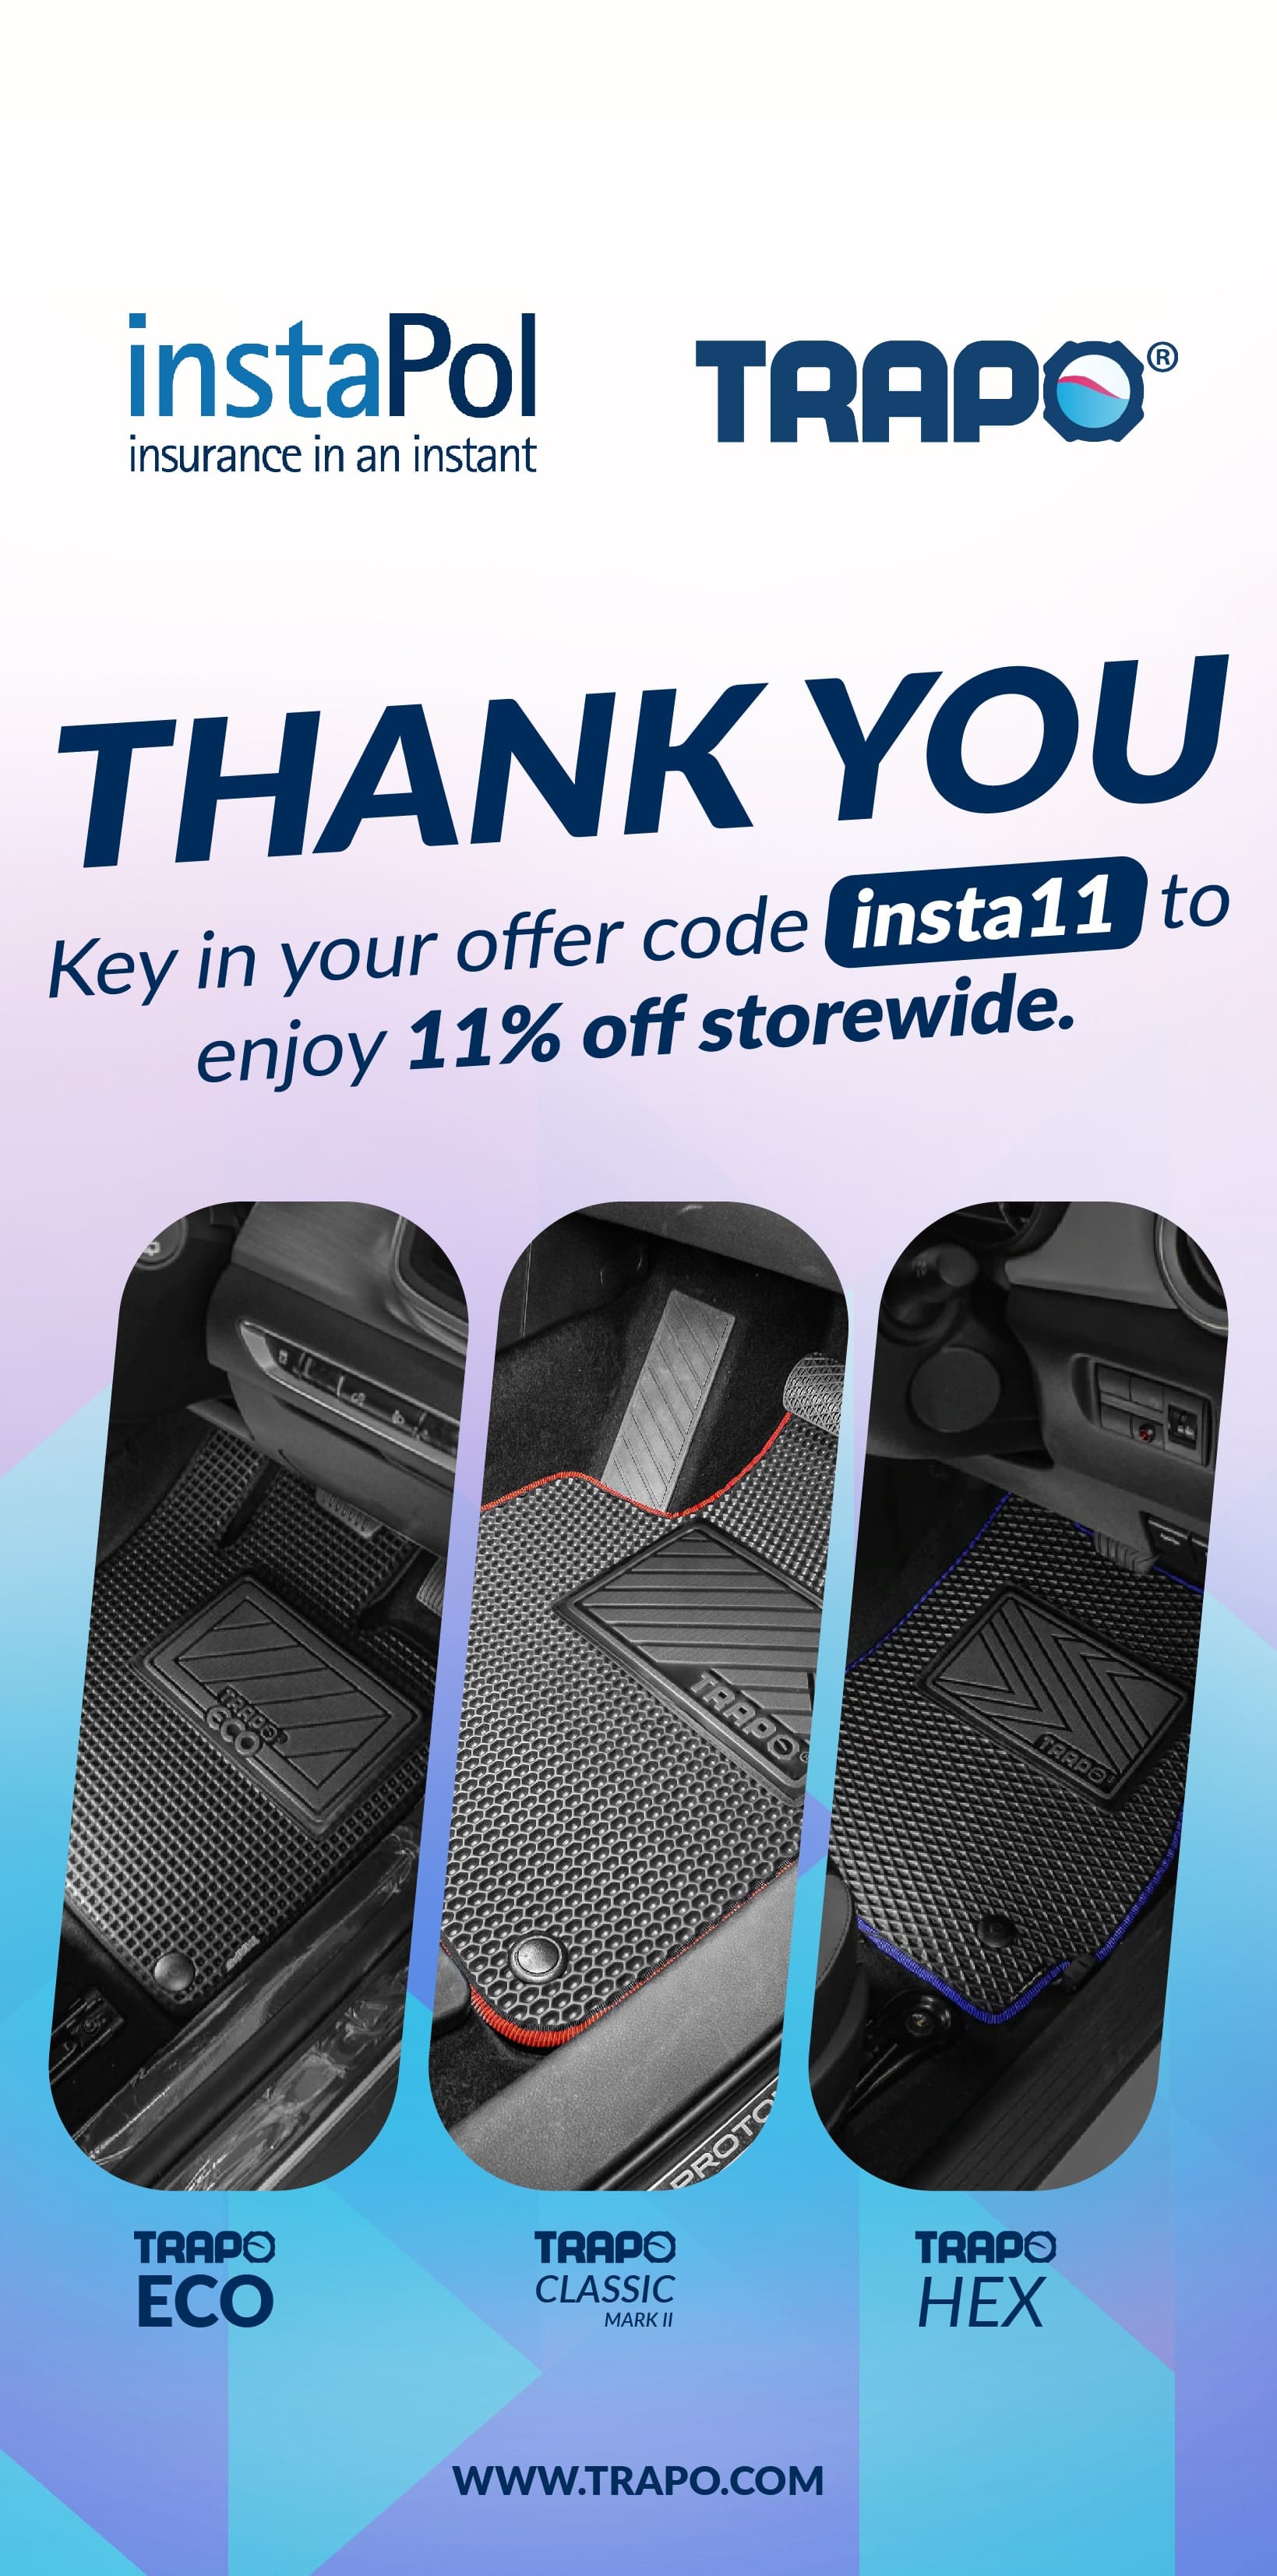 instaPol
insurance in an instant
TRAPO®
THANK YOU
Key in your offer code insta11 to
enjoy 11% off storewide.
TRAPO®
eco
TRAPO®
PROTO
TRAPO®
TRAPO
ECO
TRAPO
CLASSIC
MARK II
TRAPO
HEX
WWW.TRAPO.COM